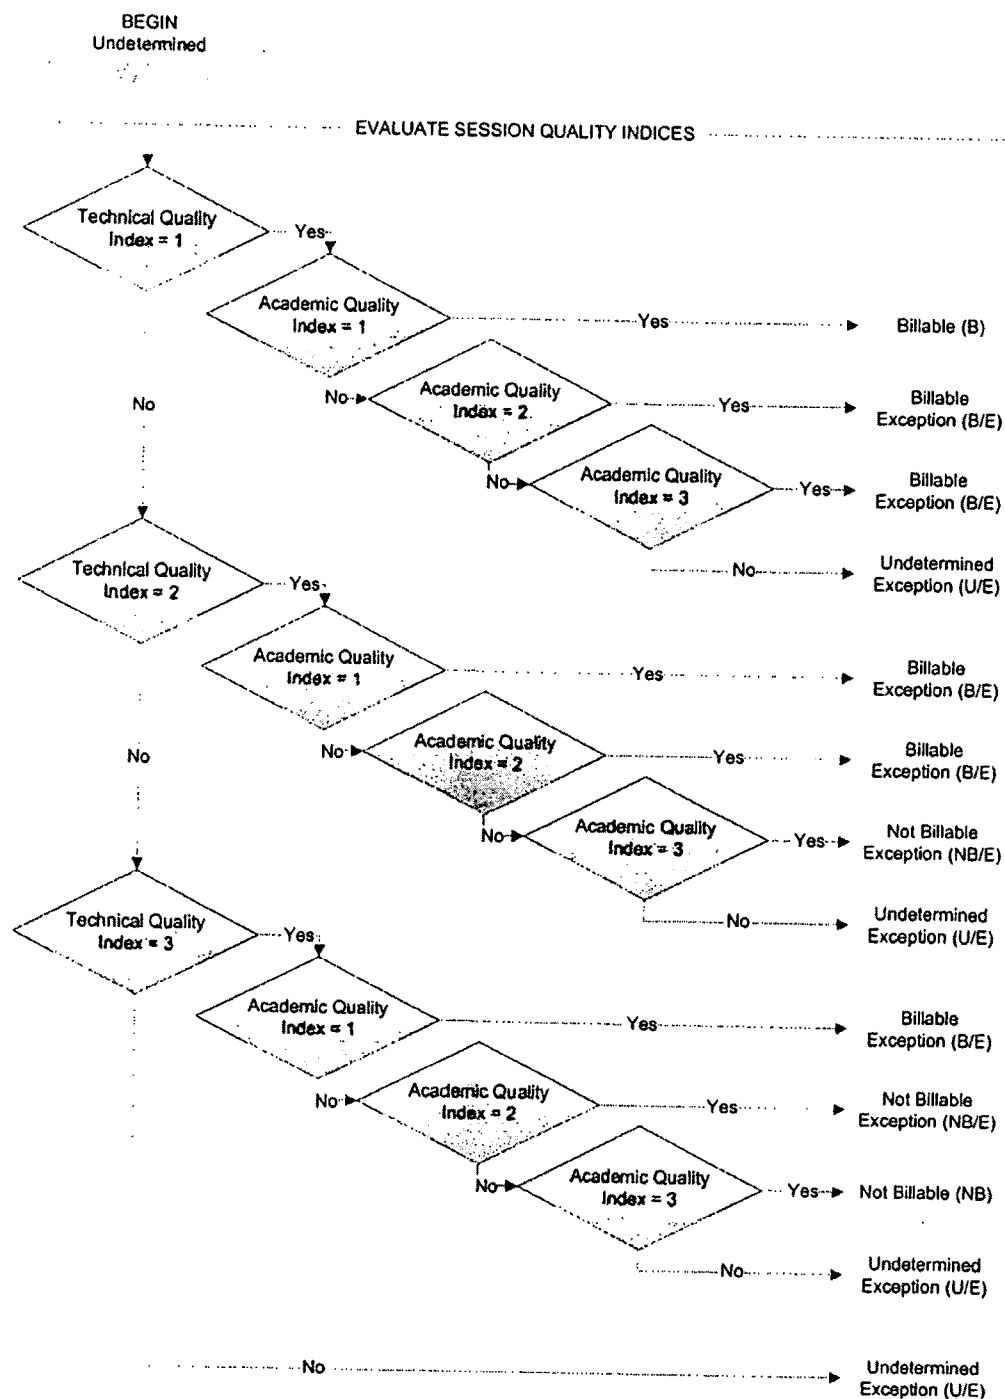 BEGIN
Undetermined
EVALUATE SESSION QUALITY INDICES
Technical Quality
Index = 1
Yes
Academic Quality
Index = 1
Yes
Billable (B)
No
No
Academic Quality
Index = 2
Yes
Billable
Exception (B/E)
No
Academic Quality
Index = 3
Yes
Billable
Exception (B/E)
No
Undetermined
Exception (U/E)
Technical Quality
Index = 2
Yes
Academic Quality
Index = 1
Yes
Billable
Exception (B/E)
No
No
Academic Quality
Index = 2
Yes
Billable
Exception (B/E)
No
Academic Quality
Index = 3
Yes
Not Billable
Exception (NB/E)
No
Undetermined
Exception (U/E)
Technical Quality
Index = 3
Yes
Academic Quality
Index = 1
Yes
Billable
Exception (B/E)
No
Academic Quality
Index = 2
Yes
Not Billable
Exception (NB/E)
No
Academic Quality
Index = 3
Yes
Not Billable (NB)
No
Undetermined
Exception (U/E)
No
Undetermined
Exception (U/E)